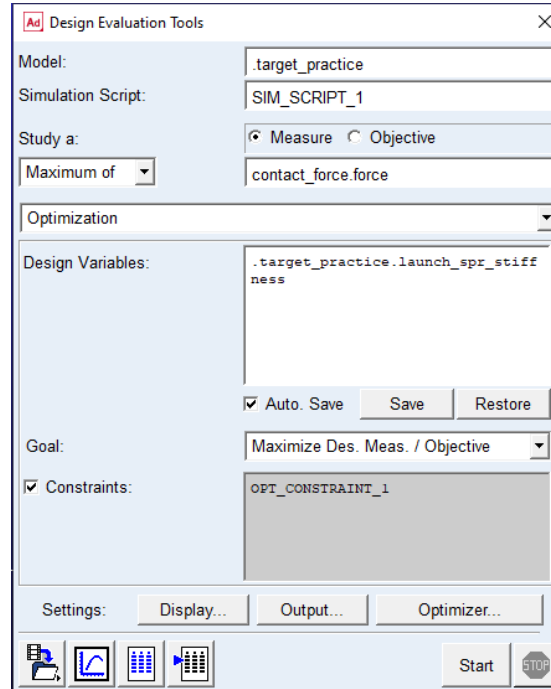 Ad Design Evaluation Tools
Model: .target_practice
Simulation Script: SIM_SCRIPT_1
Study a: Measure Objective
Maximum of contact_force.force
Optimization
Design Variables: .target_practice.launch_spr_stiff
ness
Auto. Save Save Restore
Goal: Maximize Des. Meas. / Objective
Constraints: OPT_CONSTRAINT_1
Settings: Display... Output... Optimizer...
Start STOP